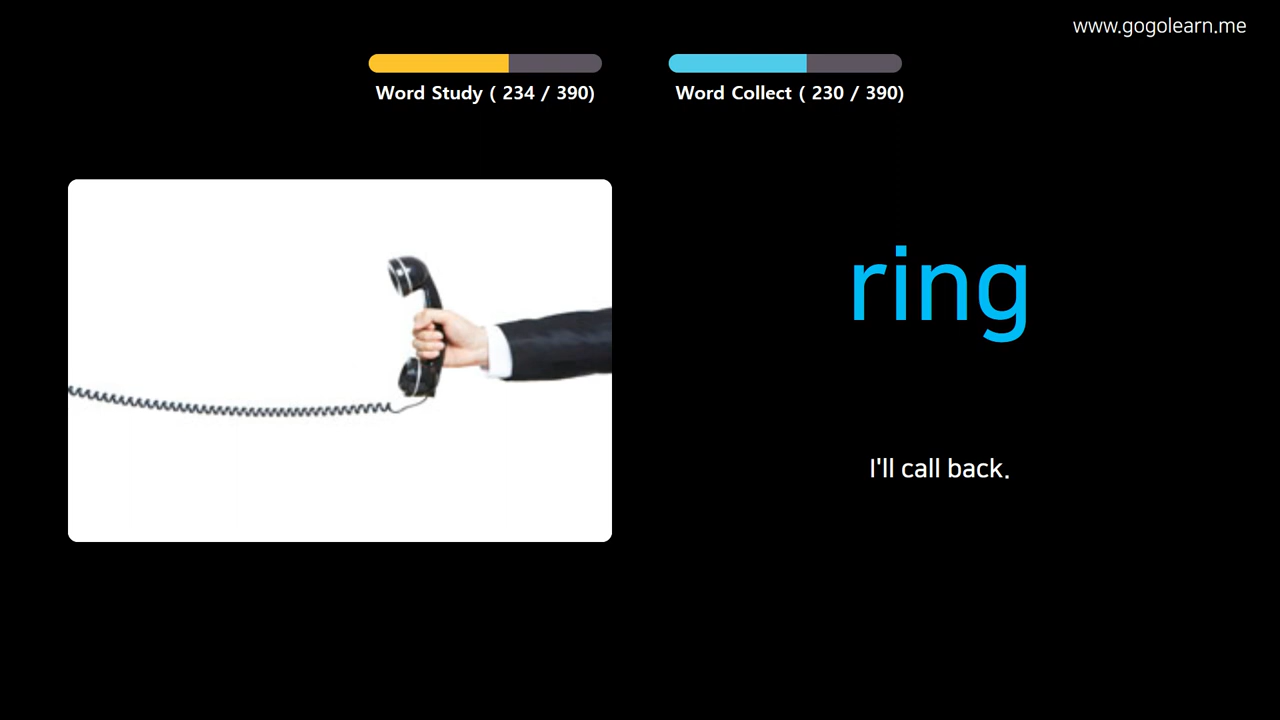 www.gogolearn.me
Word Study ( 234 / 390)
Word Collect ( 230 / 390)
ring
I'll call back.